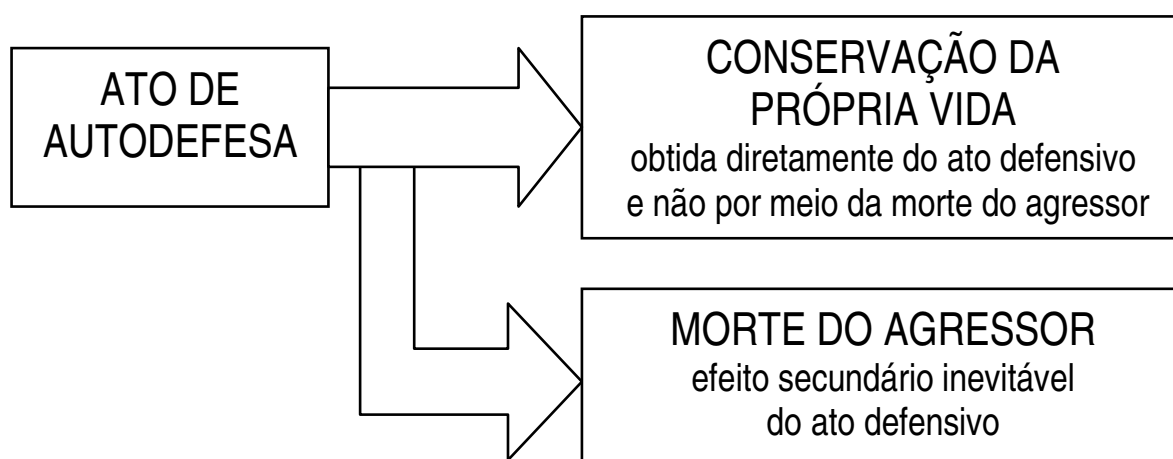 ATO DE
AUTODEFESA
CONSERVAÇÃO DA
PRÓPRIA VIDA
obtida diretamente do ato defensivo
e não por meio da morte do agressor
MORTE DO AGRESSOR
efeito secundário inevitável
do ato defensivo